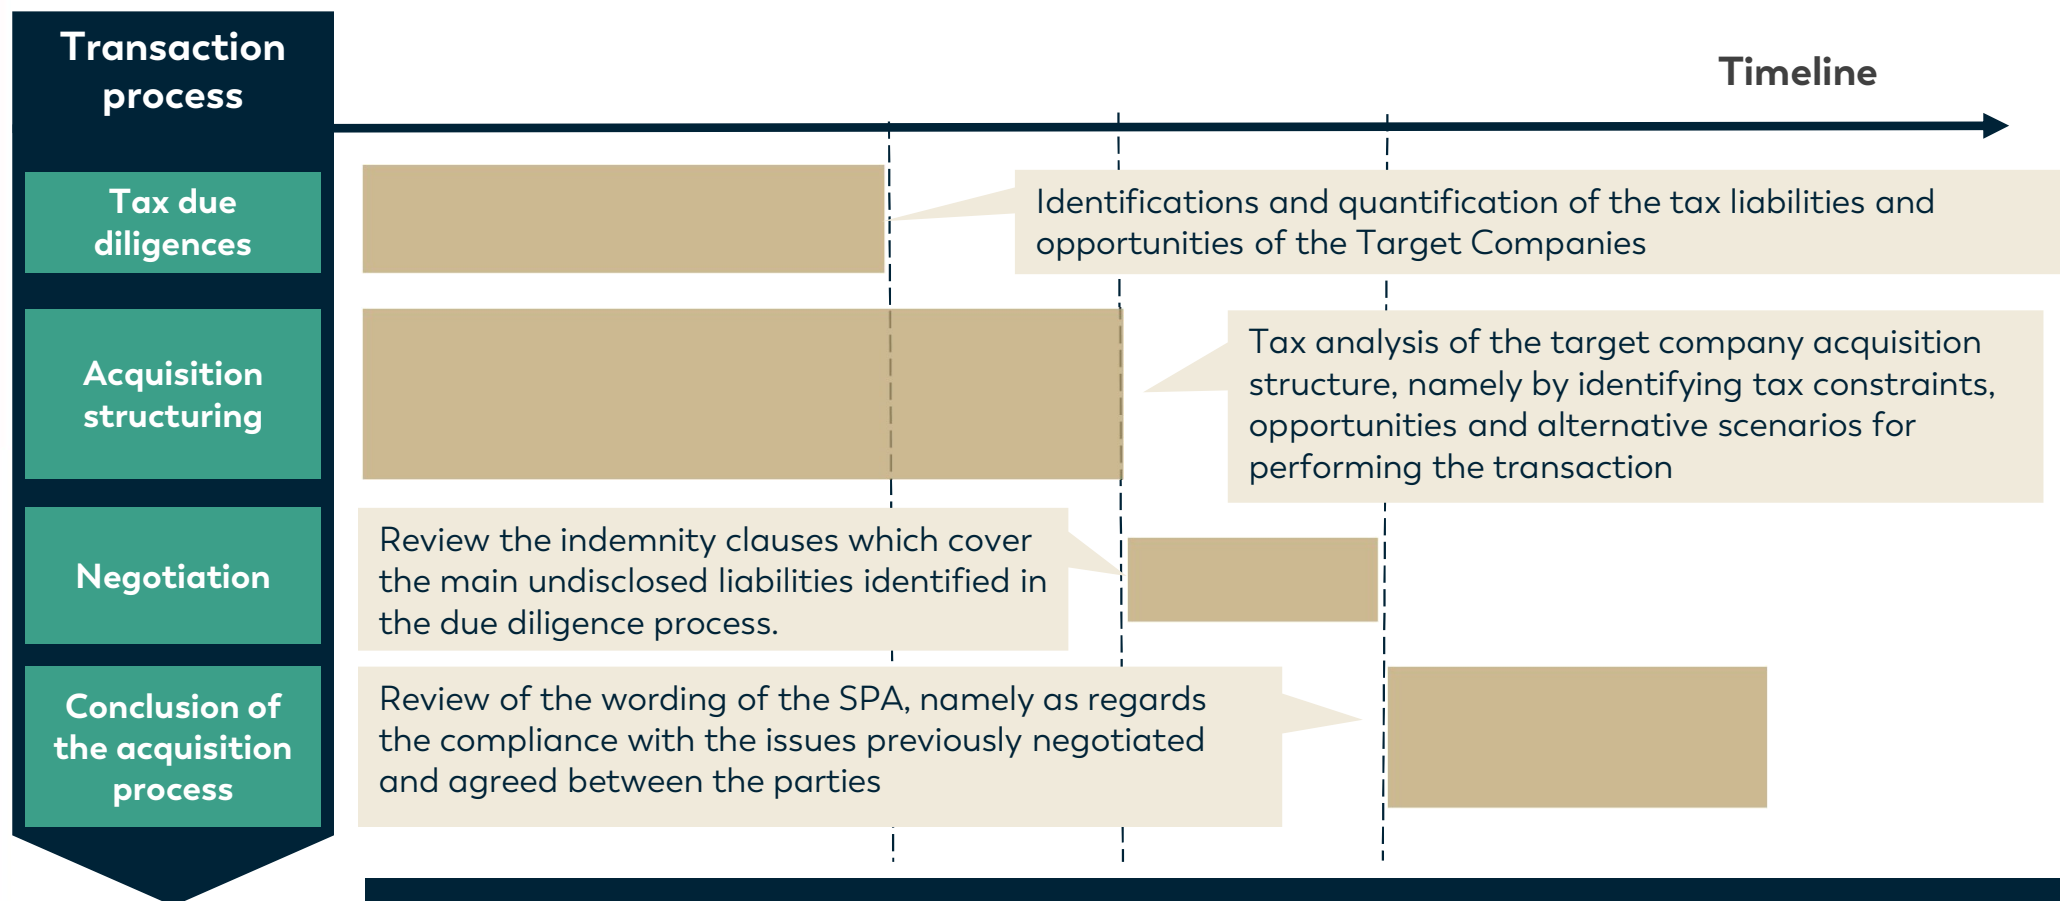 Transaction
process
Timeline
Tax due
diligences
Identifications and quantification of the tax liabilities and
opportunities of the Target Companies
Acquisition
structuring
Tax analysis of the target company acquisition
structure, namely by identifying tax constraints,
opportunities and alternative scenarios for
performing the transaction
Negotiation
Review the indemnity clauses which cover
the main undisclosed liabilities identified in
the due diligence process.
Conclusion of
the acquisition
process
Review of the wording of the SPA, namely as regards
the compliance with the issues previously negotiated
and agreed between the parties